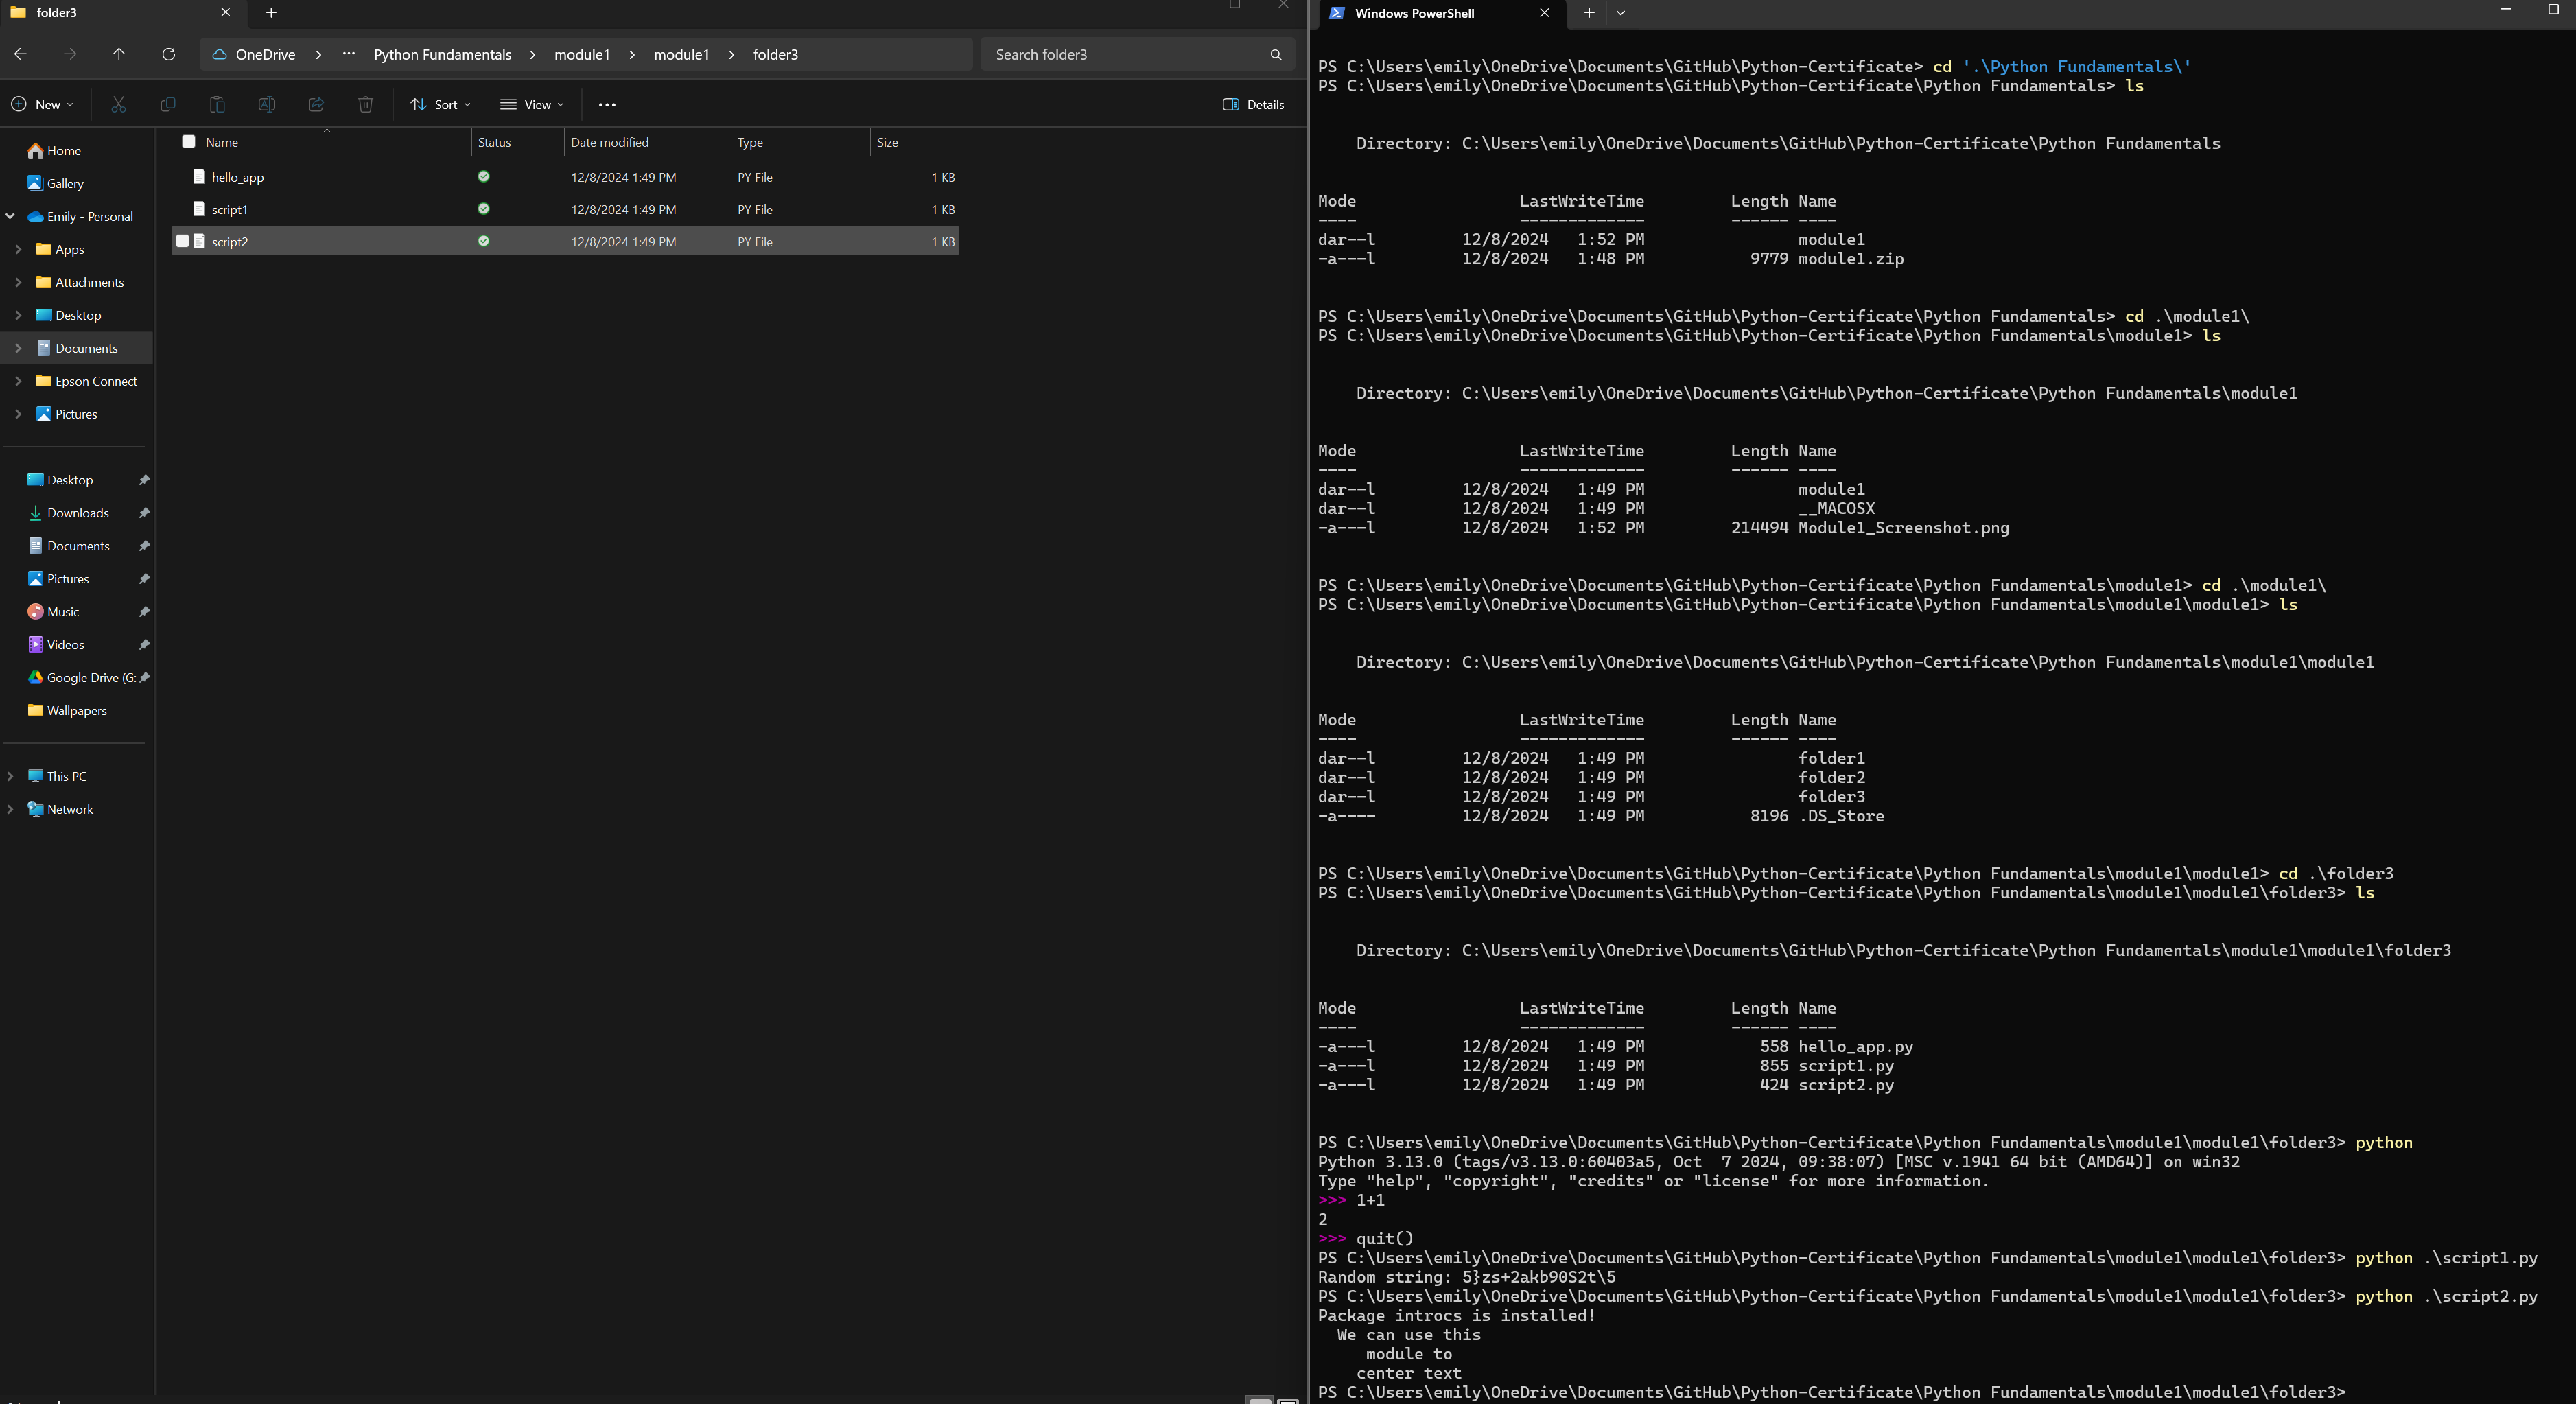 folder3
OneDrive > ... Python Fundamentals > module1 > module1 > folder3
Search folder3
New
Sort
View
Details
Name Status Date modified Type Size
hello_app 12/8/2024 1:49 PM PY File 1 KB
script1 12/8/2024 1:49 PM PY File 1 KB
script2 12/8/2024 1:49 PM PY File 1 KB
Home
Gallery
Emily - Personal
Apps
Attachments
Desktop
Documents
Epson Connect
Pictures
Desktop
Downloads
Documents
Pictures
Music
Videos
Google Drive (G:
Wallpapers
This PC
Network
Windows PowerShell
PS C:\Users\emily\OneDrive\Documents\GitHub\Python-Certificate> cd '.\Python Fundamentals\'
PS C:\Users\emily\OneDrive\Documents\GitHub\Python-Certificate\Python Fundamentals> ls
Directory: C:\Users\emily\OneDrive\Documents\GitHub\Python-Certificate\Python Fundamentals
Mode LastWriteTime Length Name
---- ------------- ------ ----
dar--l 12/8/2024 1:52 PM module1
-a---l 12/8/2024 1:48 PM 9779 module1.zip
PS C:\Users\emily\OneDrive\Documents\GitHub\Python-Certificate\Python Fundamentals> cd .\module1\
PS C:\Users\emily\OneDrive\Documents\GitHub\Python-Certificate\Python Fundamentals\module1> ls
Directory: C:\Users\emily\OneDrive\Documents\GitHub\Python-Certificate\Python Fundamentals\module1
Mode LastWriteTime Length Name
---- ------------- ------ ----
dar--l 12/8/2024 1:49 PM module1
dar--l 12/8/2024 1:49 PM __MACOSX
-a---l 12/8/2024 1:52 PM 214494 Module1_Screenshot.png
PS C:\Users\emily\OneDrive\Documents\GitHub\Python-Certificate\Python Fundamentals\module1> cd .\module1\
PS C:\Users\emily\OneDrive\Documents\GitHub\Python-Certificate\Python Fundamentals\module1\module1> ls
Directory: C:\Users\emily\OneDrive\Documents\GitHub\Python-Certificate\Python Fundamentals\module1\module1
Mode LastWriteTime Length Name
---- ------------- ------ ----
dar--l 12/8/2024 1:49 PM folder1
dar--l 12/8/2024 1:49 PM folder2
dar--l 12/8/2024 1:49 PM folder3
-a---- 12/8/2024 1:49 PM 8196 .DS_Store
PS C:\Users\emily\OneDrive\Documents\GitHub\Python-Certificate\Python Fundamentals\module1\module1> cd .\folder3
PS C:\Users\emily\OneDrive\Documents\GitHub\Python-Certificate\Python Fundamentals\module1\module1\folder3> ls
Directory: C:\Users\emily\OneDrive\Documents\GitHub\Python-Certificate\Python Fundamentals\module1\module1\folder3
Mode LastWriteTime Length Name
---- ------------- ------ ----
-a---l 12/8/2024 1:49 PM 558 hello_app.py
-a---l 12/8/2024 1:49 PM 855 script1.py
-a---l 12/8/2024 1:49 PM 424 script2.py
PS C:\Users\emily\OneDrive\Documents\GitHub\Python-Certificate\Python Fundamentals\module1\module1\folder3> python
Python 3.13.0 (tags/v3.13.0:60403a5, Oct 7 2024, 09:38:07) [MSC v.1941 64 bit (AMD64)] on win32
Type "help", "copyright", "credits" or "license" for more information.
>>> 1+1
2
>>> quit()
PS C:\Users\emily\OneDrive\Documents\GitHub\Python-Certificate\Python Fundamentals\module1\module1\folder3> python .\script1.py
Random string: 5}zs+2akb90S2t\5
PS C:\Users\emily\OneDrive\Documents\GitHub\Python-Certificate\Python Fundamentals\module1\module1\folder3> python .\script2.py
Package introcs is installed!
We can use this
module to
center text
PS C:\Users\emily\OneDrive\Documents\GitHub\Python-Certificate\Python Fundamentals\module1\module1\folder3>